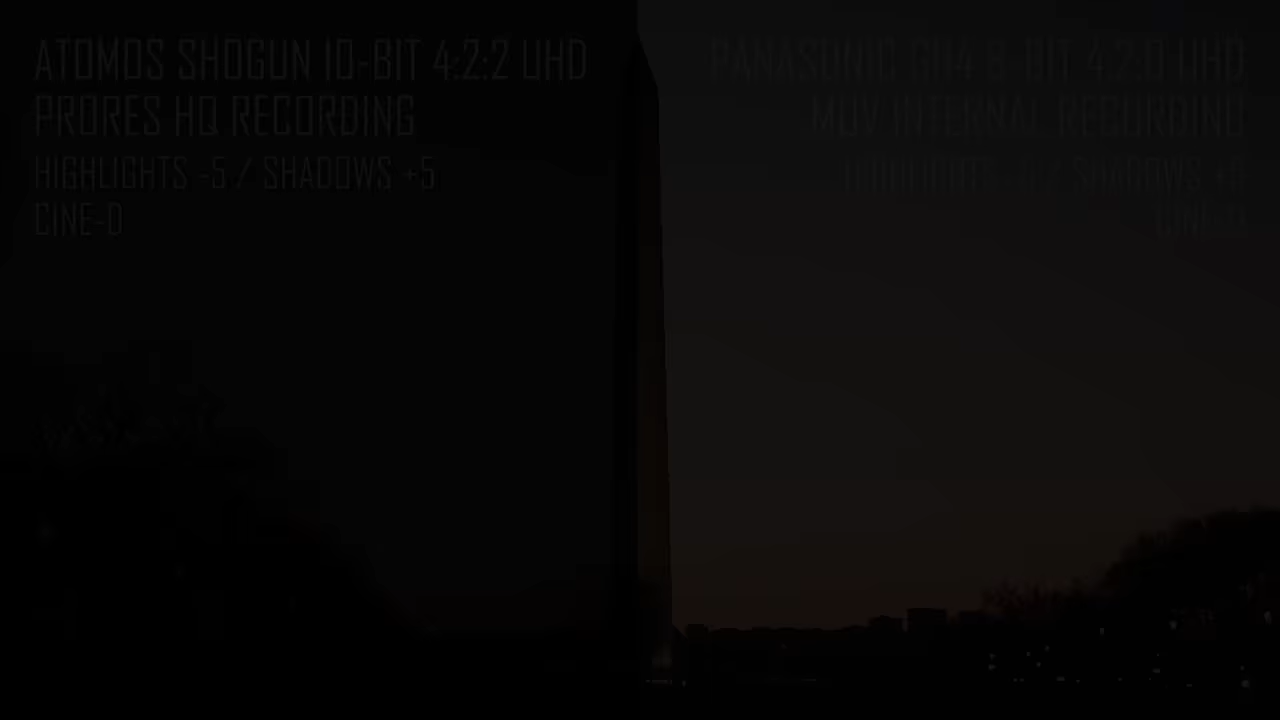 ATOMOS SHOGUN 10-BIT 4:2:2 UHD
PRORES HQ RECORDING
HIGHLIGHTS -5 / SHADOWS +5
CINE-D
PANASONIC GH4 8-BIT 4:2:0 UHD
MOV INTERNAL RECORDING
SHADOWS